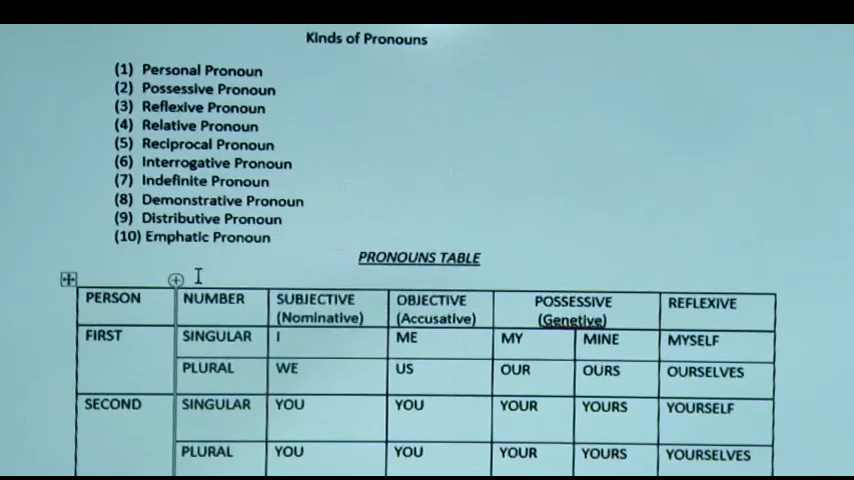 Kinds of Pronouns
(1) Personal Pronoun
(2) Possessive Pronoun
(3) Reflexive Pronoun
(4) Relative Pronoun
(5) Reciprocal Pronoun
(6) Interrogative Pronoun
(7) Indefinite Pronoun
(8) Demonstrative Pronoun
(9) Distributive Pronoun
(10) Emphatic Pronoun
PRONOUNS TABLE
PERSON NUMBER SUBJECTIVE OBJECTIVE POSSESSIVE REFLEXIVE
(Nominative) (Accusative) (Genetive)
FIRST SINGULAR I ME MY MINE MYSELF
PLURAL WE US OUR OURS OURSELVES
SECOND SINGULAR YOU YOU YOUR YOURS YOURSELF
PLURAL YOU YOU YOUR YOURS YOURSELVES